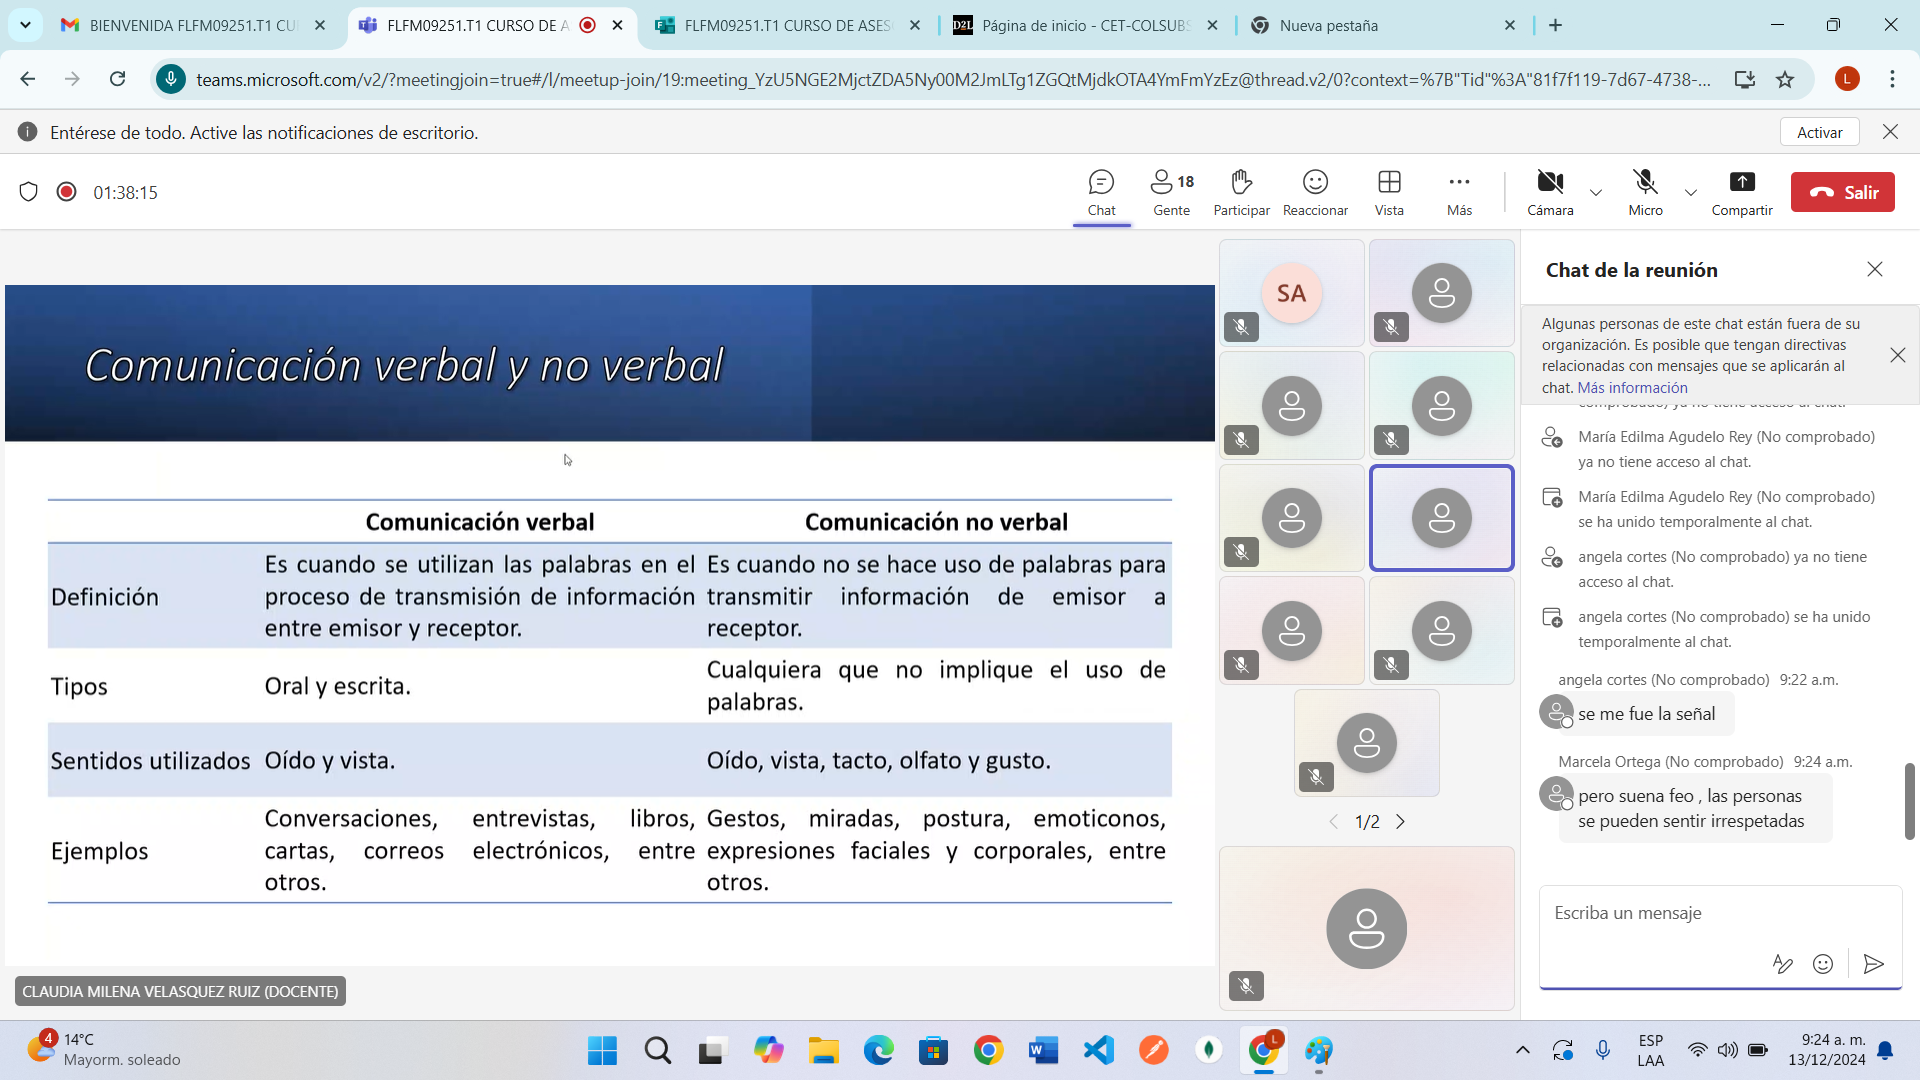 BIENVENIDA FLFM09251.T1 CU
FLFM09251.T1 CURSO DE A
FLFM09251.T1 CURSO DE ASES
Página de inicio - CET-COLSUBS
Nueva pestaña
teams.microsoft.com/v2/?meetingjoin=true#/l/meetup-join/19:meeting_YzU5NGE2MjctZDA5Ny00M2JmLTg1ZGQtMjdkOTA4YmFmYzEz@thread.v2/0?context=%7B"Tid"%3A"81f7f119-7d67-4738-...
L
Entérese de todo. Active las notificaciones de escritorio.
Activar
01:38:15
Chat
18
Gente
Participar
Reaccionar
Vista
Más
Cámara
Micro
Compartir
Salir
Comunicación verbal y no verbal
Comunicación verbal
Comunicación no verbal
Definición
Es cuando se utilizan las palabras en el
proceso de transmisión de información
entre emisor y receptor.
Es cuando no se hace uso de palabras para
transmitir información de emisor a
receptor.
Tipos
Oral y escrita.
Cualquiera que no implique el uso de
palabras.
Sentidos utilizados
Oído y vista.
Oído, vista, tacto, olfato y gusto.
Ejemplos
Conversaciones, entrevistas, libros,
cartas, correos electrónicos, entre
otros.
Gestos, miradas, postura, emoticonos,
expresiones faciales y corporales, entre
otros.
CLAUDIA MILENA VELASQUEZ RUIZ (DOCENTE)
SA
1/2
Chat de la reunión
Algunas personas de este chat están fuera de su
organización. Es posible que tengan directivas
relacionadas con mensajes que se aplicarán al
chat. Más información
comprobado) ya no tiene acceso al chat.
María Edilma Agudelo Rey (No comprobado)
ya no tiene acceso al chat.
María Edilma Agudelo Rey (No comprobado)
se ha unido temporalmente al chat.
angela cortes (No comprobado) ya no tiene
acceso al chat.
angela cortes (No comprobado) se ha unido
temporalmente al chat.
angela cortes (No comprobado) 9:22 a.m.
se me fue la señal
Marcela Ortega (No comprobado) 9:24 a.m.
pero suena feo , las personas
se pueden sentir irrespetadas
Escriba un mensaje
4
14°C
Mayorm. soleado
L
ESP
LAA
9:24 a. m.
13/12/2024